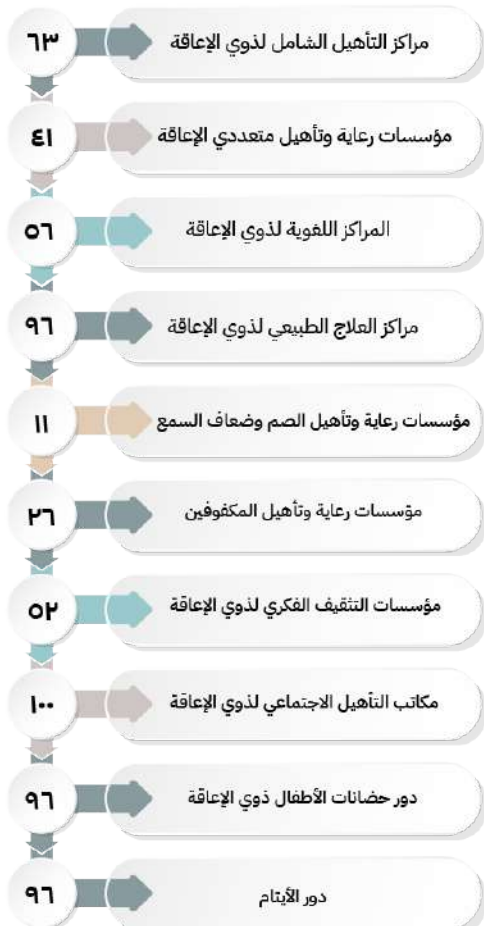 ٦٣ مراكز التأهيل الشامل لذوي الإعاقة
٤١ مؤسسات رعاية وتأهيل متعددي الإعاقة
٥٦ المراكز اللغوية لذوي الإعاقة
٩٦ مراكز العلاج الطبيعي لذوي الإعاقة
١١ مؤسسات رعاية وتأهيل الصم وضعاف السمع
٢٦ مؤسسات رعاية وتأهيل المكفوفين
٥٢ مؤسسات التثقيف الفكري لذوي الإعاقة
١٠٠ مكاتب التأهيل الاجتماعي لذوي الإعاقة
٩٦ دور حضانات الأطفال ذوي الإعاقة
٩٦ دور الأيتام